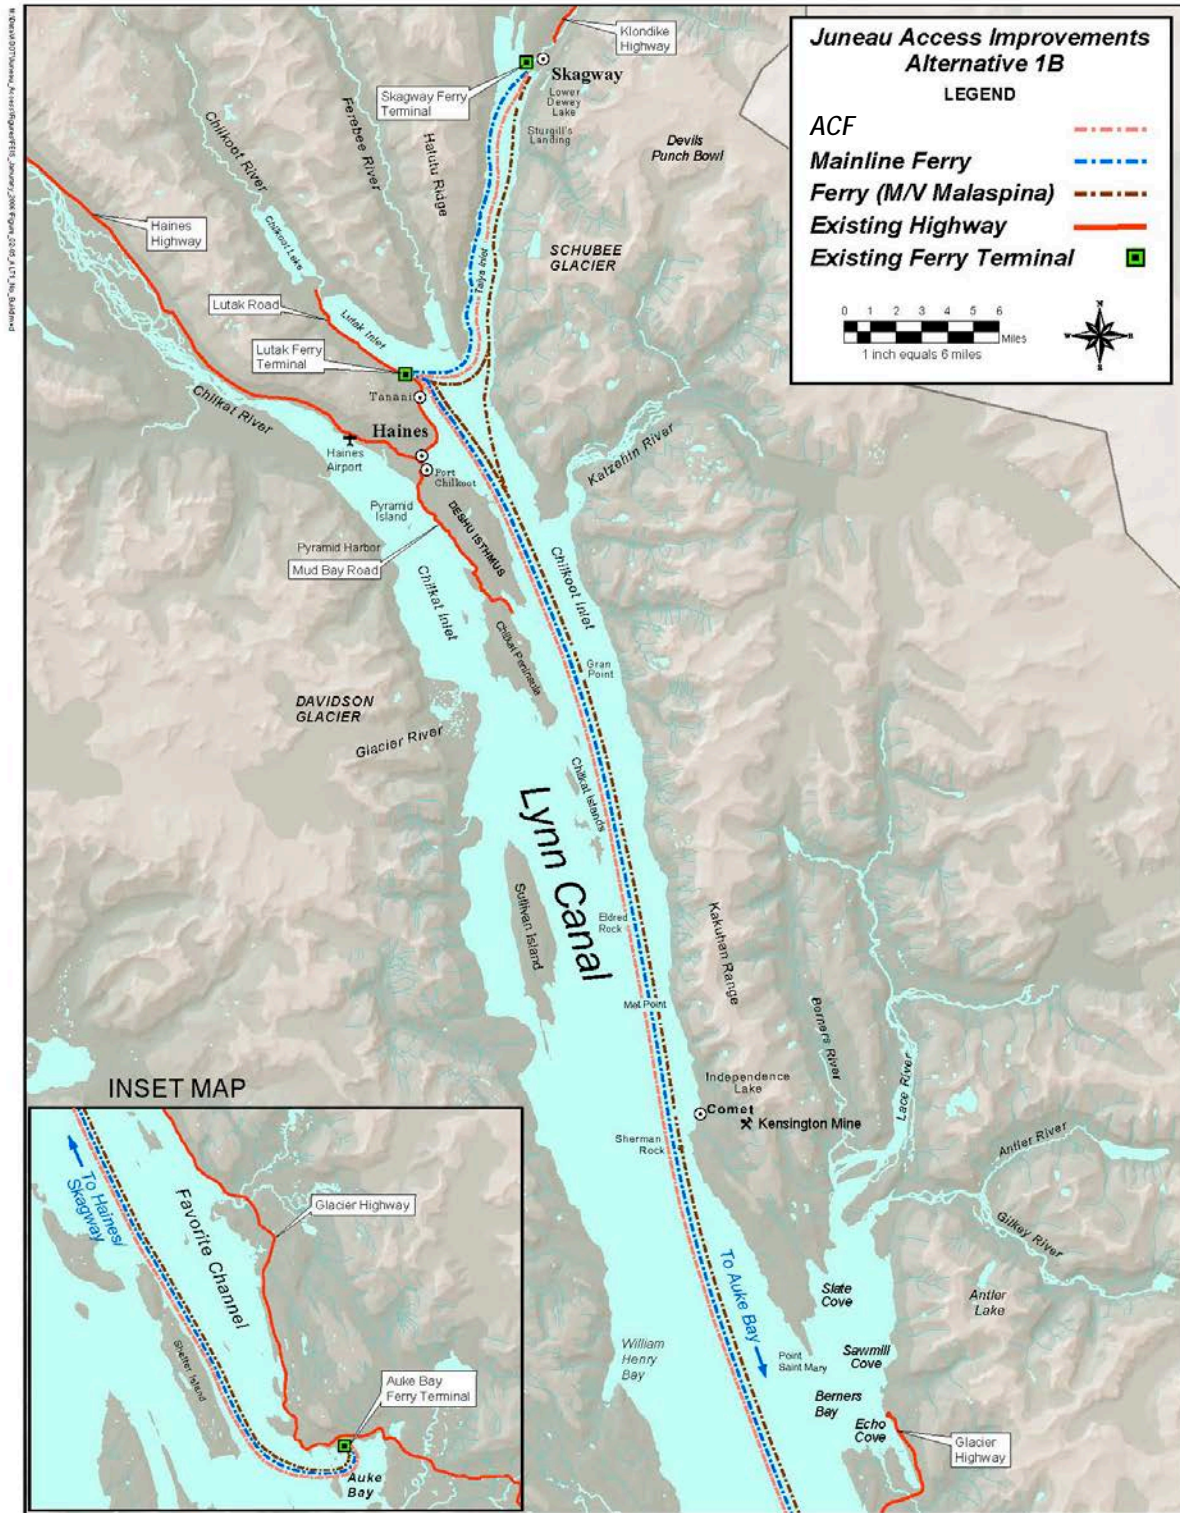 Juneau Access Improvements
Alternative 1B
LEGEND
ACF
Mainline Ferry
Ferry (M/V Malaspina)
Existing Highway
Existing Ferry Terminal
0 1 2 3 4 5 6
Miles
1 inch equals 6 miles
Klondike
Highway
Skagway
Skagway Ferry
Terminal
Lower
Dewey
Lake
Sturgill's
Landing
Devils
Punch Bowl
Chilkoot River
Ferebee River
Halutu Ridge
Haines
Highway
Chilkoot Lake
Taiya Inlet
SCHUBEE
GLACIER
Lutak Road
Lutak Inlet
Lutak Ferry
Terminal
Tanani
Chilkat River
Haines
Haines
Airport
Port
Chilkoot
Katzehin River
Pyramid
Island
DESHU ISTHMUS
Pyramid Harbor
Mud Bay Road
Chilkat Inlet
Chilkoot Inlet
Chilkat Peninsula
Gran
Point
DAVIDSON
GLACIER
Glacier River
Chilkat Islands
Lynn Canal
Sullivan Island
Eldred
Rock
Kakuhan Range
Met Point
Berners River
Lace River
Independence
Lake
Comet
Kensington Mine
Sherman
Rock
Antler River
Gilkey River
To Auke Bay
Slate
Cove
Antler
Lake
William
Henry
Bay
Point
Saint Mary
Sawmill
Cove
Berners
Bay
Echo
Cove
Glacier
Highway
INSET MAP
To Haines/
Skagway
Favorite Channel
Glacier Highway
Shelter Island
Auke Bay
Ferry Terminal
Auke
Bay